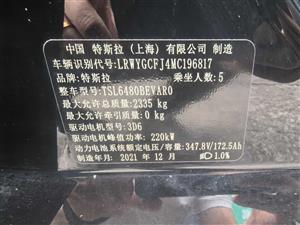 中国 特斯拉（上海）有限公司 制造
车辆识别代号:LRWYGCFJ4MC196817
品牌:特斯拉 乘坐人数:5
整车型号:TSL6480BEVAR0
最大允许总质量:2335 kg
最大允许牵引质量:0 kg
驱动电机型号:3D6
驱动电机峰值功率:220kW
动力电池系统额定电压/容量:347.8V/172.5Ah
制造年月:2021 年 12 月 1.0%